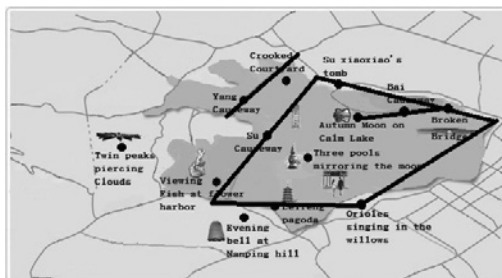 Crooked
Courtyard
Su xiaoxiao's
tomb
Yang
Causeway
Bai
Causeway
Autumn Moon on
Calm Lake
Broken
Bridge
Su
Causeway
Three pools
mirroring the moon
Twin peaks
piercing
Clouds
Viewing
Fish at flower
harbor
Leifeng
pagoda
Orioles
singing in the
willows
Evening
bell at
Nanping hill